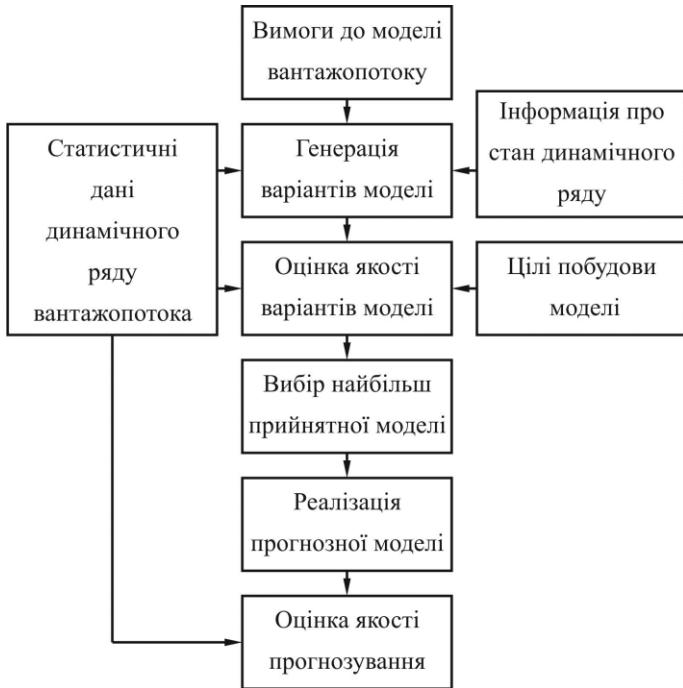 Вимоги до моделі
вантажопотоку
Статистичні
дані
динамічного
ряду
вантажопотока
Генерація
варіантів моделі
Інформація про
стан динамічного
ряду
Оцінка якості
варіантів моделі
Цілі побудови
моделі
Вибір найбільш
прийнятної моделі
Реалізація
прогнозної моделі
Оцінка якості
прогнозування